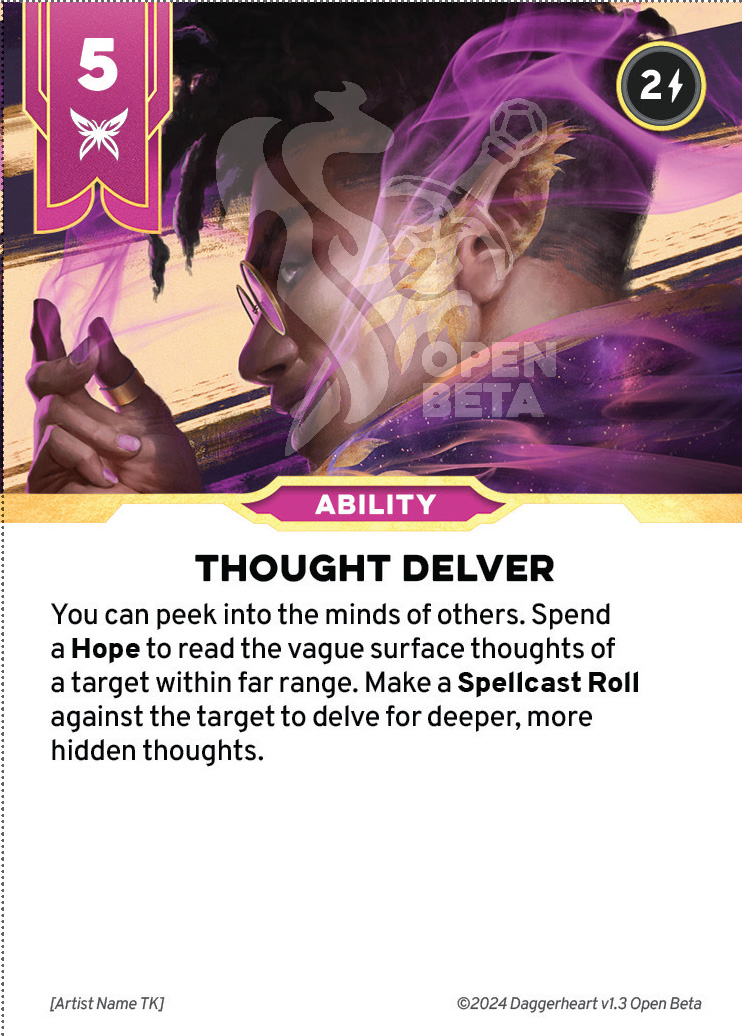 5
2
OPEN
BETA
ABILITY
THOUGHT DELVER
You can peek into the minds of others. Spend
a Hope to read the vague surface thoughts of
a target within far range. Make a Spellcast Roll
against the target to delve for deeper, more
hidden thoughts.
[Artist Name TK]
©2024 Daggerheart v1.3 Open Beta